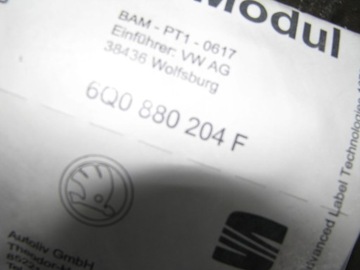 Modul
BAM - PT1 - 0617
Einführer: VW AG
38436 Wolfsburg
6Q0 880 204 F
Advanced Label Technologies
Autoliv GmbH